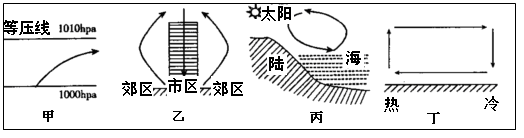 等压线 1010hpa
1000hpa
甲
郊区 市区 郊区
乙
太阳
陆 海
丙
热 冷
丁